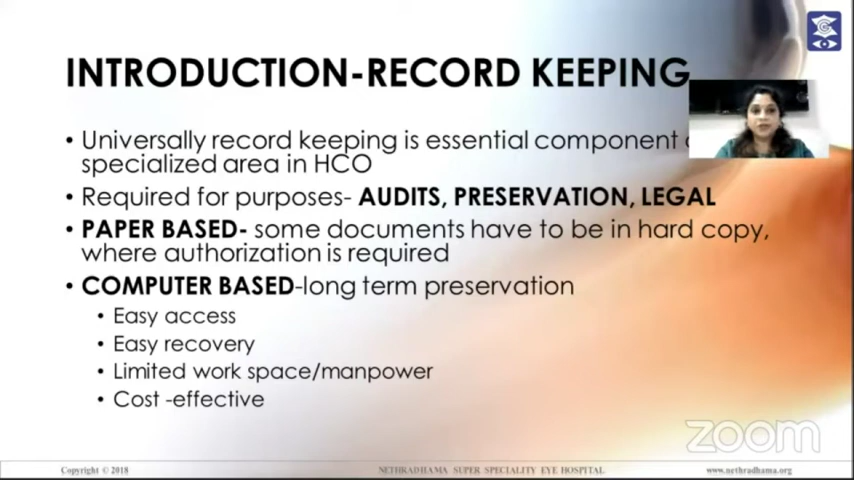 INTRODUCTION-RECORD KEEPING
• Universally record keeping is essential component
specialized area in HCO
• Required for purposes- AUDITS, PRESERVATION, LEGAL
• PAPER BASED- some documents have to be in hard copy,
where authorization is required
• COMPUTER BASED-long term preservation
• Easy access
• Easy recovery
• Limited work space/manpower
• Cost -effective
zoom
Copyright © 2018
NETHRADHAMA SUPER SPECIALITY EYE HOSPITAL
www.nethradhama.org